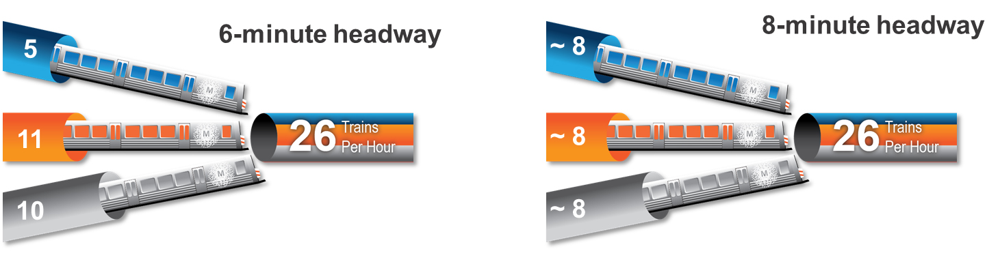 6-minute headway
5
11
10
M
M
M
26 Trains
Per Hour
8-minute headway
~ 8
~ 8
~ 8
M
M
M
26 Trains
Per Hour